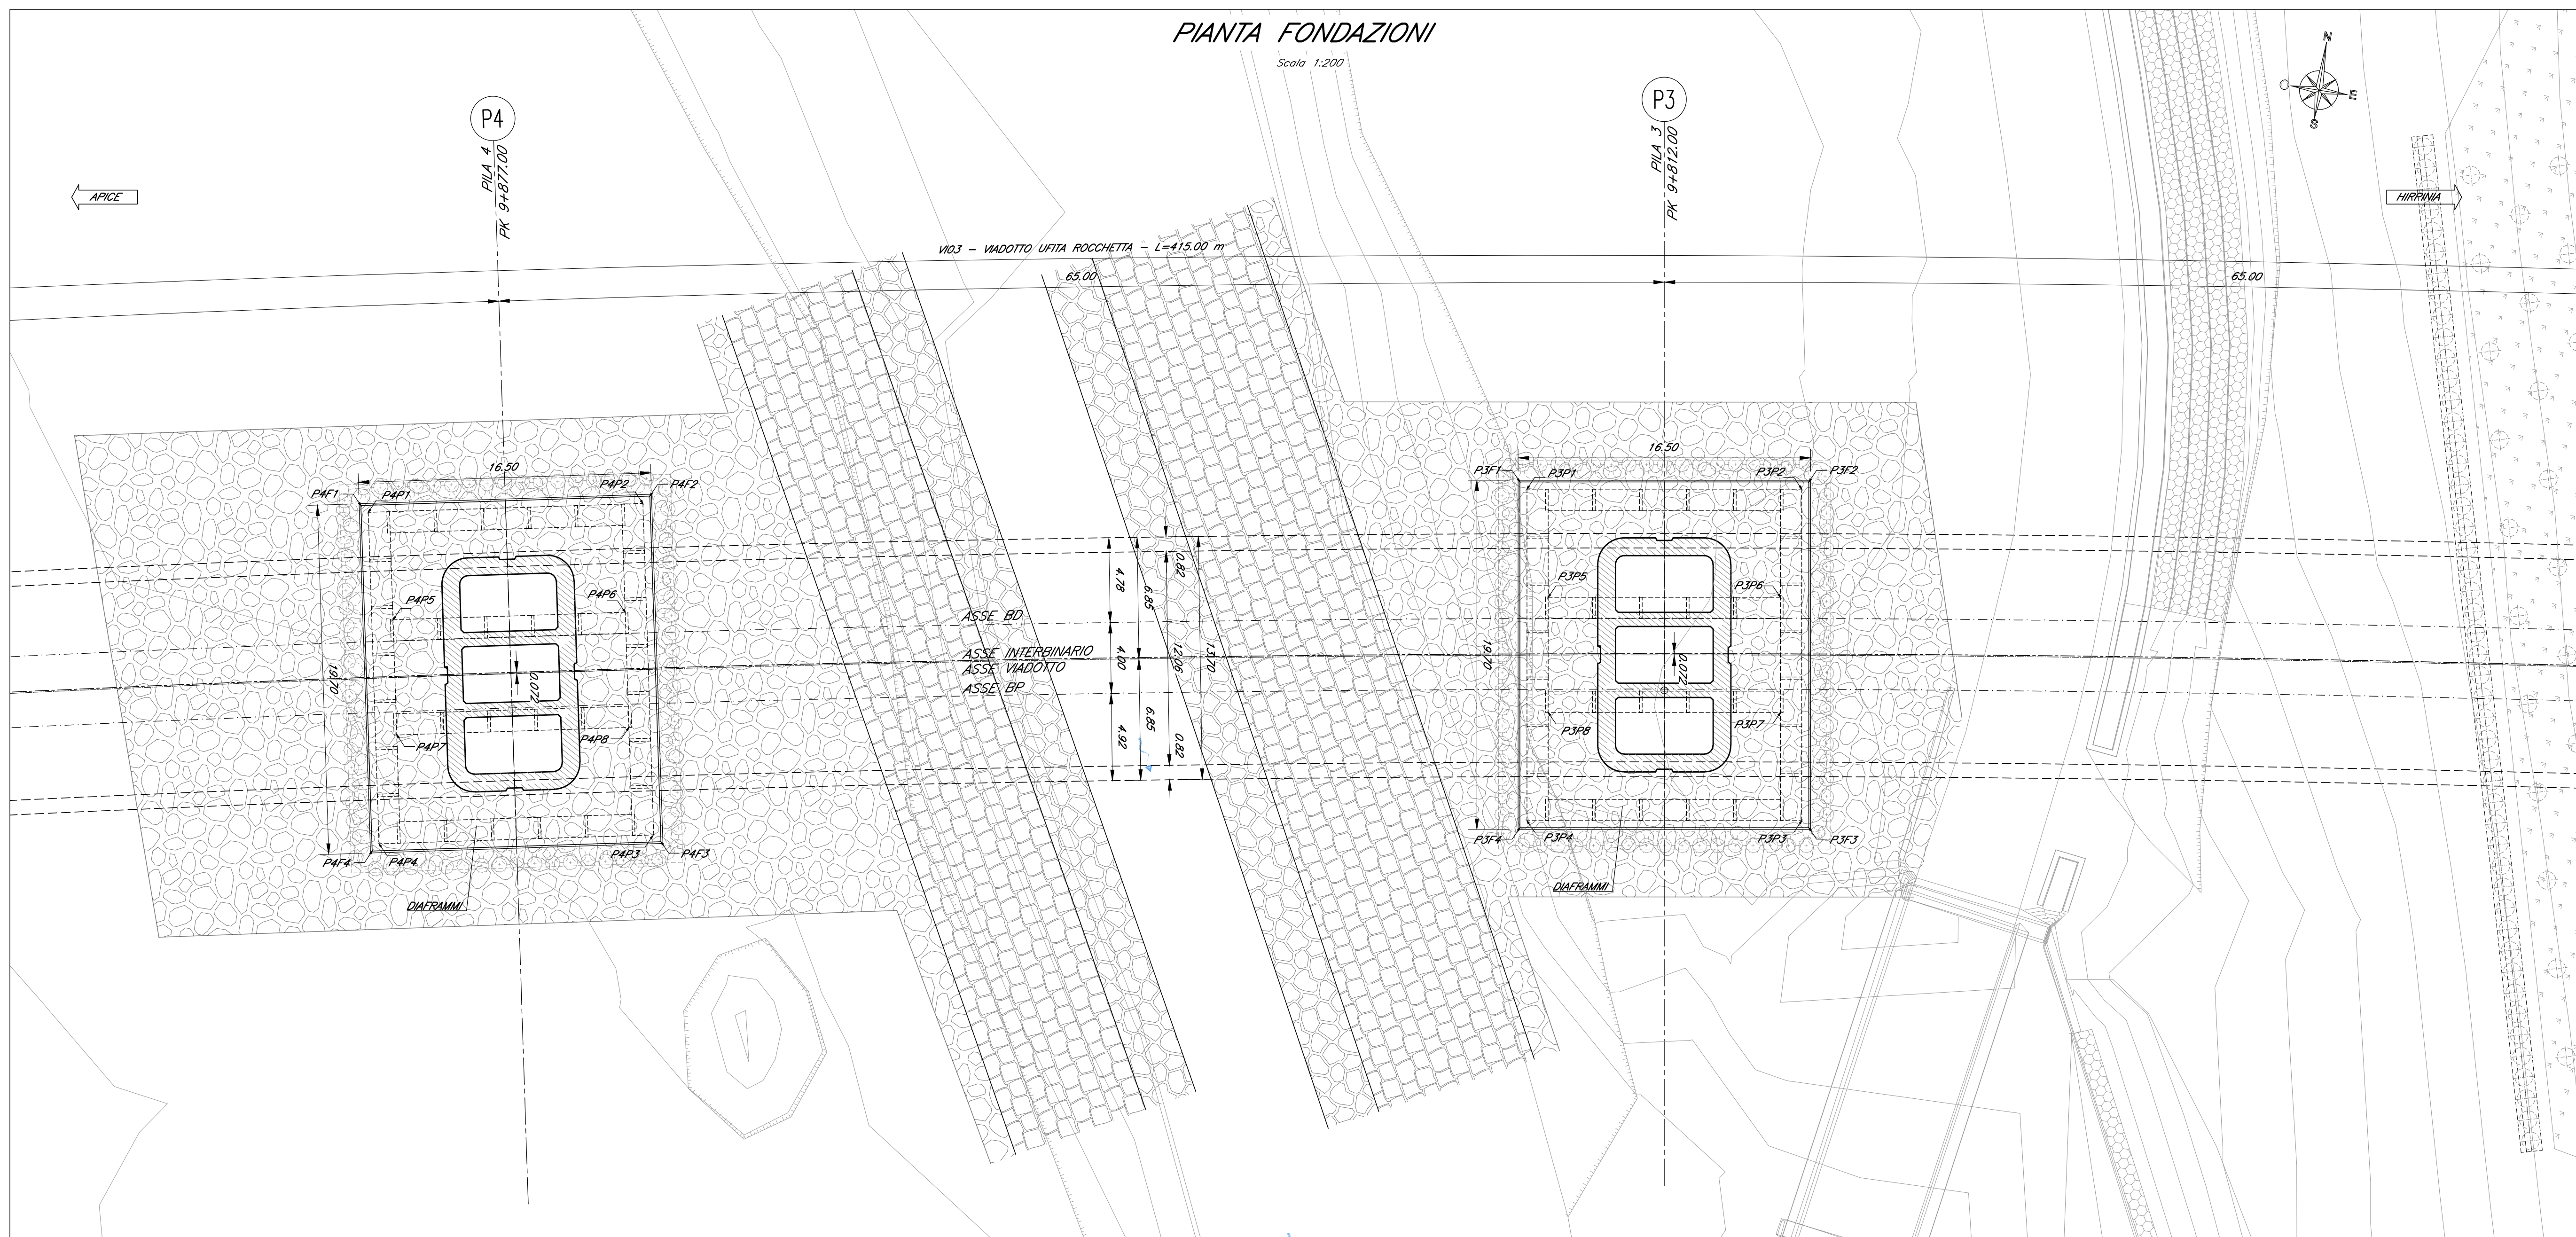 PIANTA FONDAZIONI
Scala 1:200
N
O
E
S
P4
PILA 4
PK 9+877.00
P3
PILA 3
PK 9+812.00
APICE
HIRPINIA
VI03 - VIADOTTO UFITA ROCCHETTA - L=415.00 m
65.00
65.00
16.50
P4F1
P4P1
P4P2
P4F2
P4P5
P4P6
19.70
0.072
P4P7
P4P8
P4F4
P4P4
P4P3
P4F3
DIAFRAMMI
ASSE BD
ASSE INTERBINARIO
ASSE VIADOTTO
ASSE BP
4.78
4.00
4.92
6.85
6.85
0.82
12.06
0.82
13.70
16.50
P3F1
P3P1
P3P2
P3F2
P3P5
P3P6
19.70
0.072
P3P8
P3P7
P3F4
P3P4
P3P3
P3F3
DIAFRAMMI